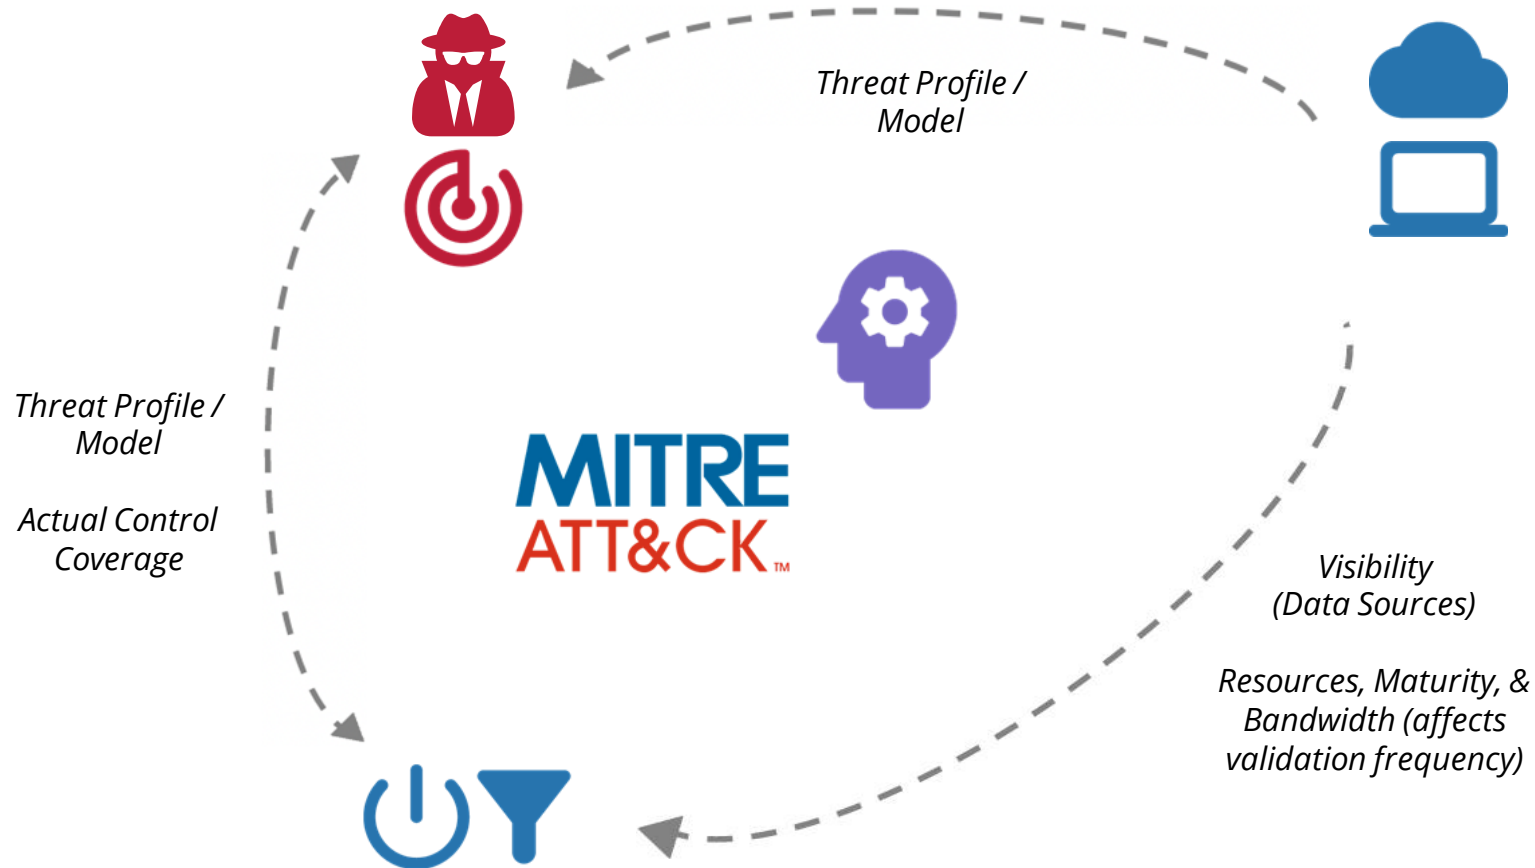 Threat Profile /
Model
Threat Profile /
Model
Actual Control
Coverage
MITRE
ATT&CK™
Visibility
(Data Sources)
Resources, Maturity, &
Bandwidth (affects
validation frequency)